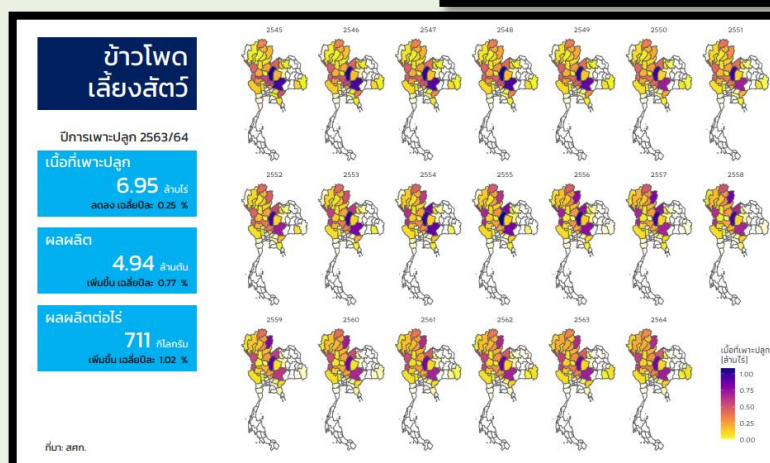 ข้าวโพด
เลี้ยงสัตว์
ปีการเพาะปลูก 2563/64
เนื้อที่เพาะปลูก
6.95 ล้านไร่
ลดลง เฉลี่ยปีละ 0.25 %
ผลผลิต
4.94 ล้านตัน
เพิ่มขึ้น เฉลี่ยปีละ 0.77 %
ผลผลิตต่อไร่
711 กิโลกรัม
เพิ่มขึ้น เฉลี่ยปีละ 1.02 %
ที่มา: สศก.
2545 2546 2547 2548 2549 2550 2551
2552 2553 2554 2555 2556 2557 2558
2559 2560 2561 2562 2563 2564
เนื้อที่เพาะปลูก
(ล้านไร่)
1.00
0.75
0.50
0.25
0.00